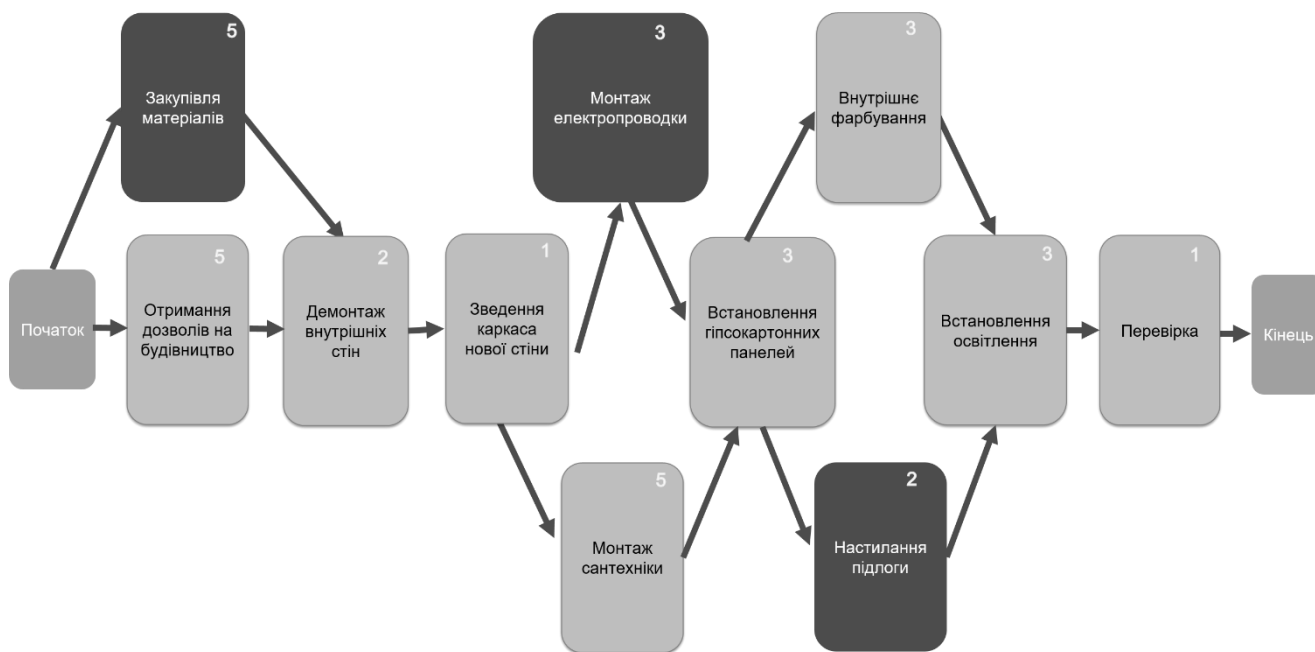 5
Закупівля
матеріалів
3
Монтаж
електропроводки
3
Внутрішнє
фарбування
Початок
5
Отримання
дозволів на
будівництво
2
Демонтаж
внутрішніх
стін
1
Зведення
каркаса
нової стіни
3
Встановлення
гіпсокартонних
панелей
3
Встановлення
освітлення
1
Перевірка
Кінець
5
Монтаж
сантехніки
2
Настилання
підлоги